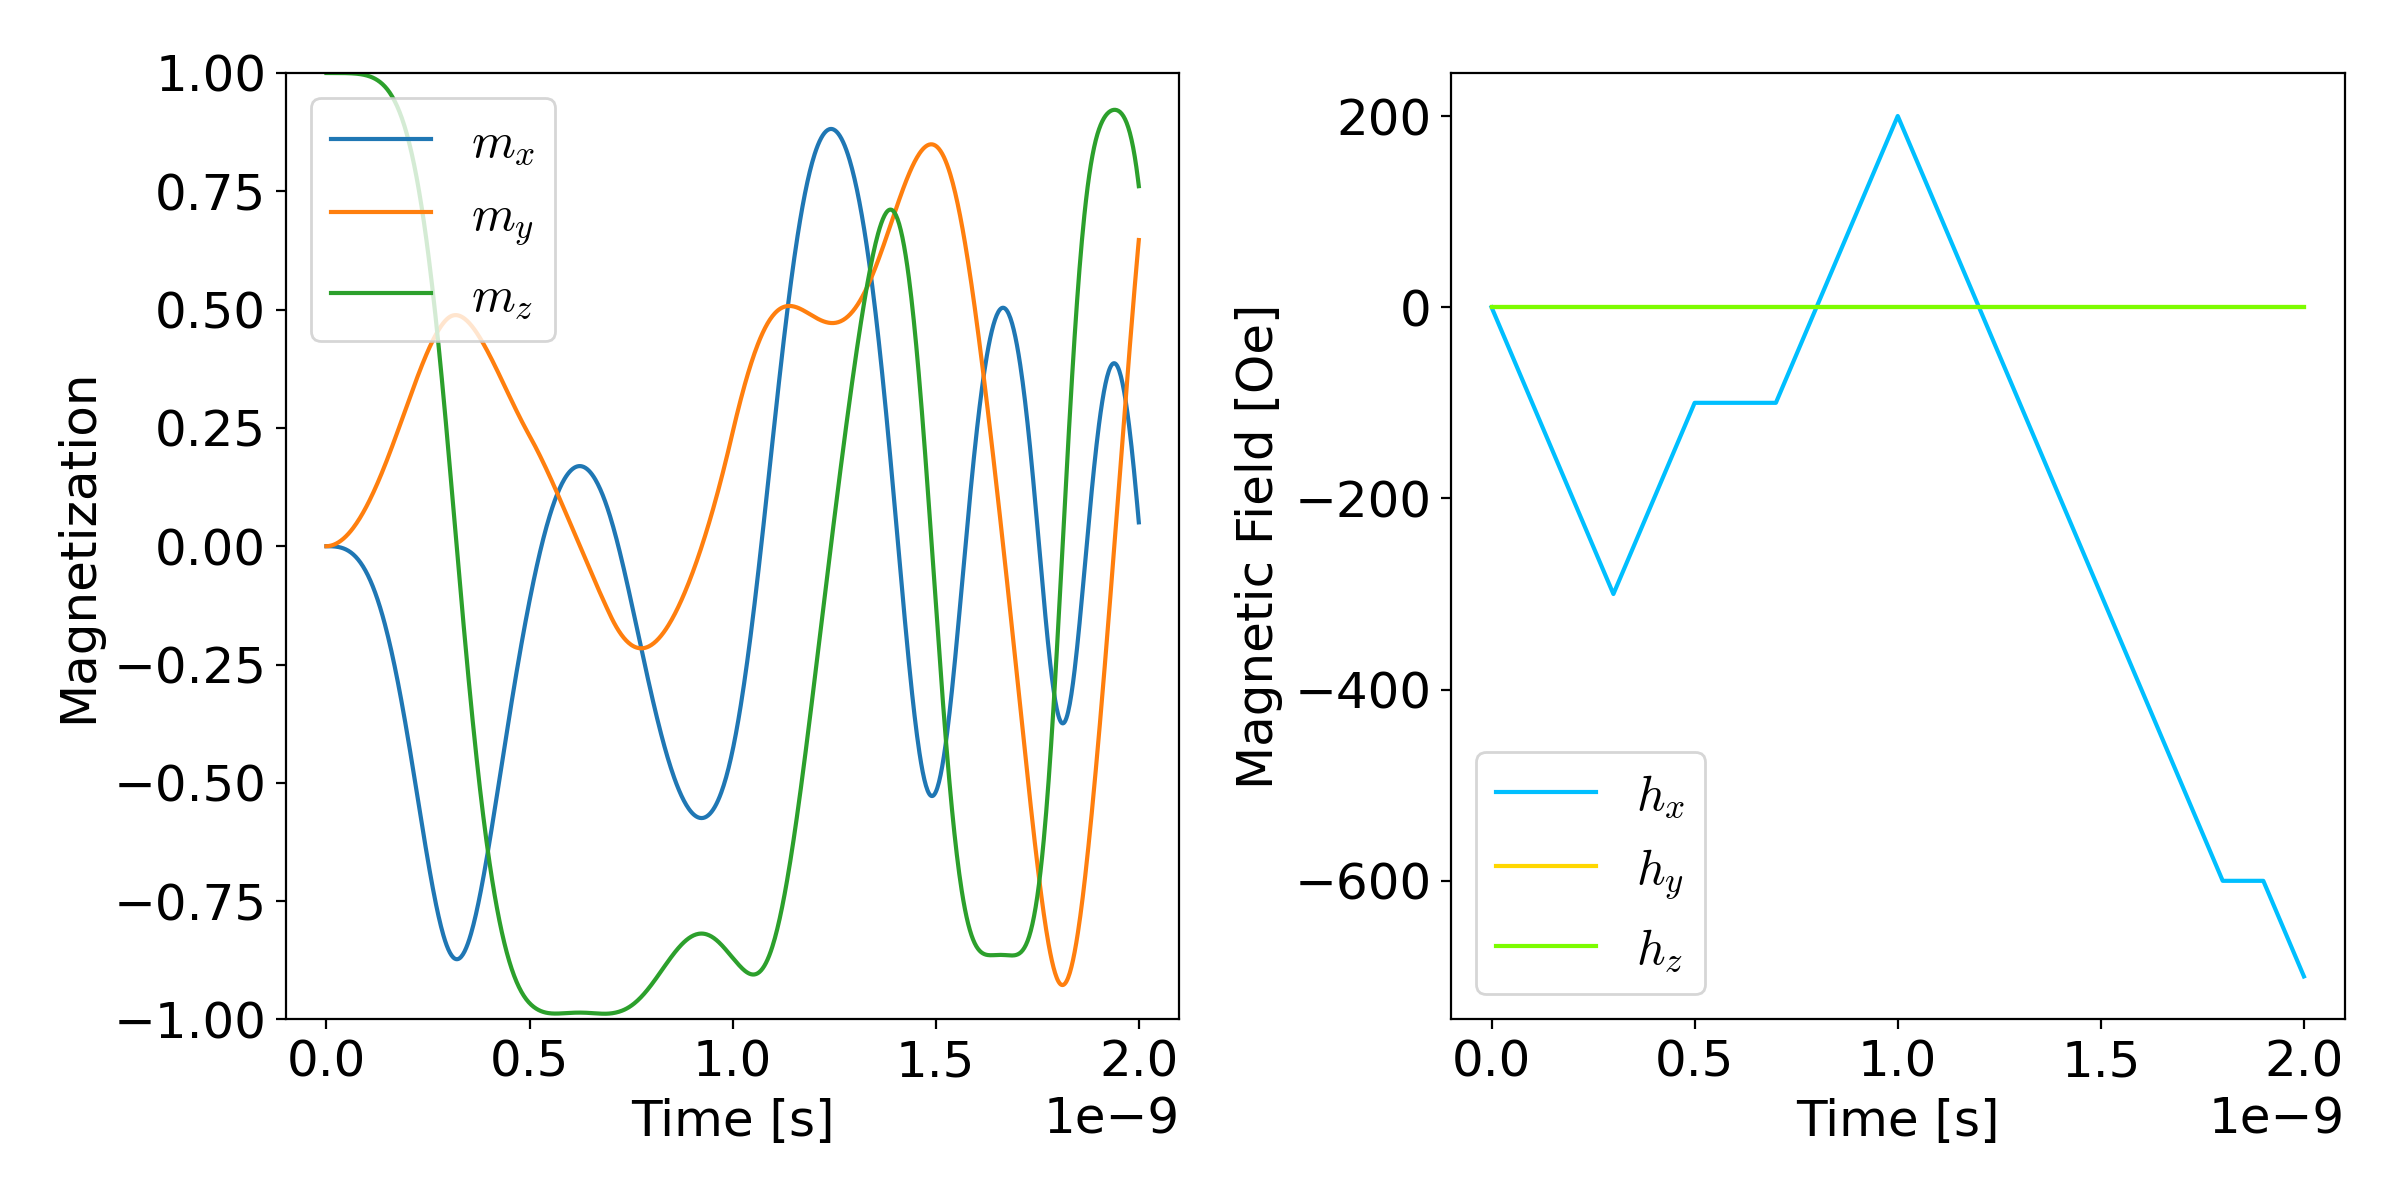 Magnetization
1.00
0.75
0.50
0.25
0.00
−0.25
−0.50
−0.75
−1.00
m_x
m_y
m_z
0.0 0.5 1.0 1.5 2.0
Time [s]
1e−9
Magnetic Field [Oe]
200
0
−200
−400
−600
h_x
h_y
h_z
0.0 0.5 1.0 1.5 2.0
Time [s]
1e−9